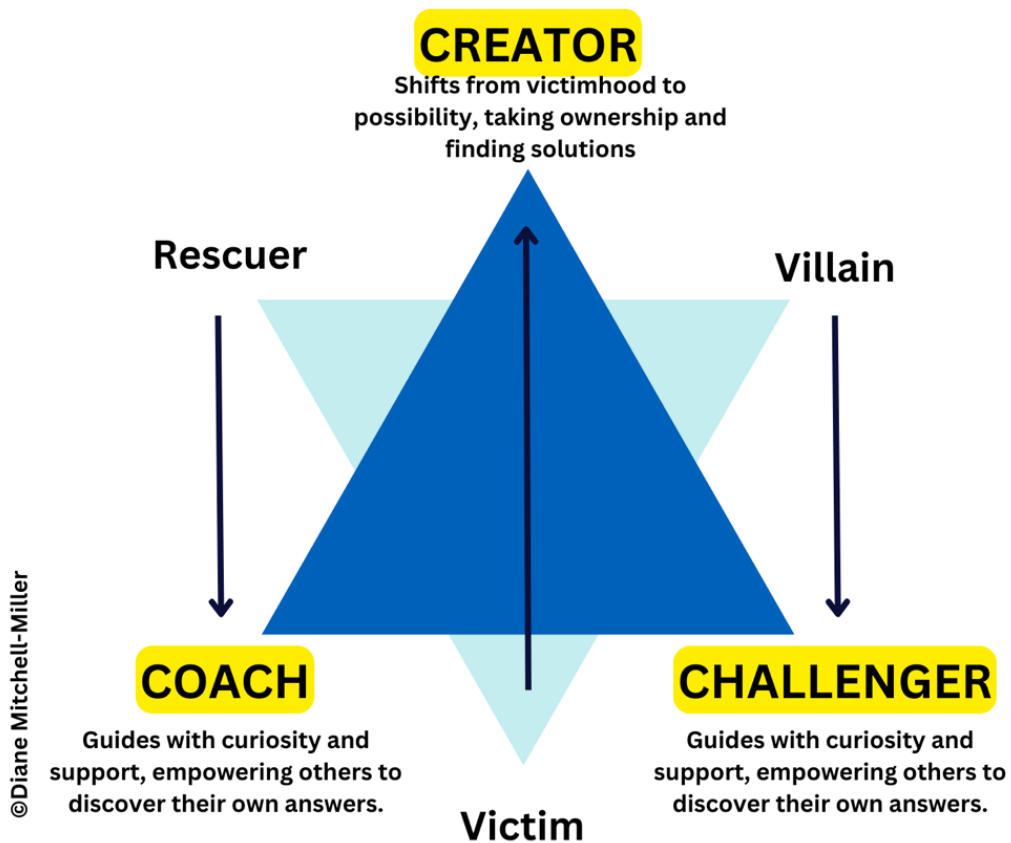 CREATOR
Shifts from victimhood to
possibility, taking ownership and
finding solutions
Rescuer
Villain
COACH
Guides with curiosity and
support, empowering others to
discover their own answers.
CHALLENGER
Guides with curiosity and
support, empowering others to
discover their own answers.
Victim
©Diane Mitchell-Miller